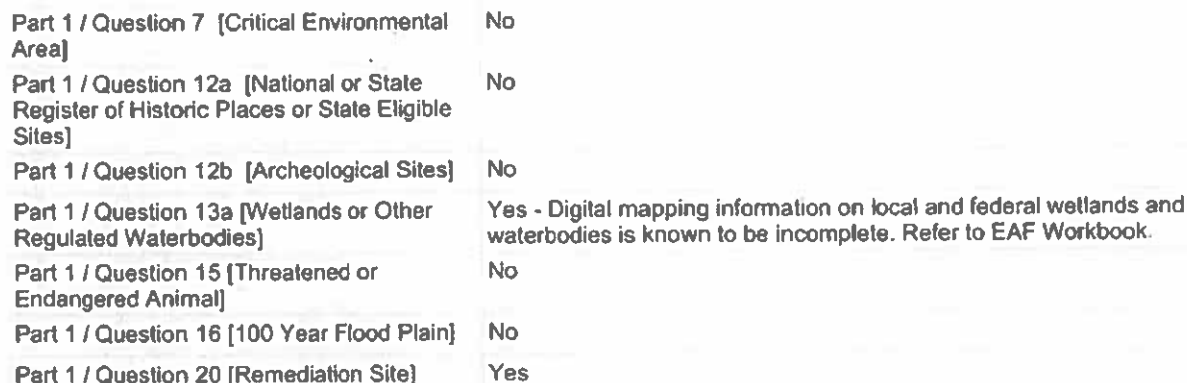 Part 1 / Question 7 [Critical Environmental Area] No
Part 1 / Question 12a [National or State Register of Historic Places or State Eligible Sites] No
Part 1 / Question 12b [Archeological Sites] No
Part 1 / Question 13a [Wetlands or Other Regulated Waterbodies] Yes - Digital mapping information on local and federal wetlands and waterbodies is known to be incomplete. Refer to EAF Workbook.
Part 1 / Question 15 [Threatened or Endangered Animal] No
Part 1 / Question 16 [100 Year Flood Plain] No
Part 1 / Question 20 [Remediation Site] Yes